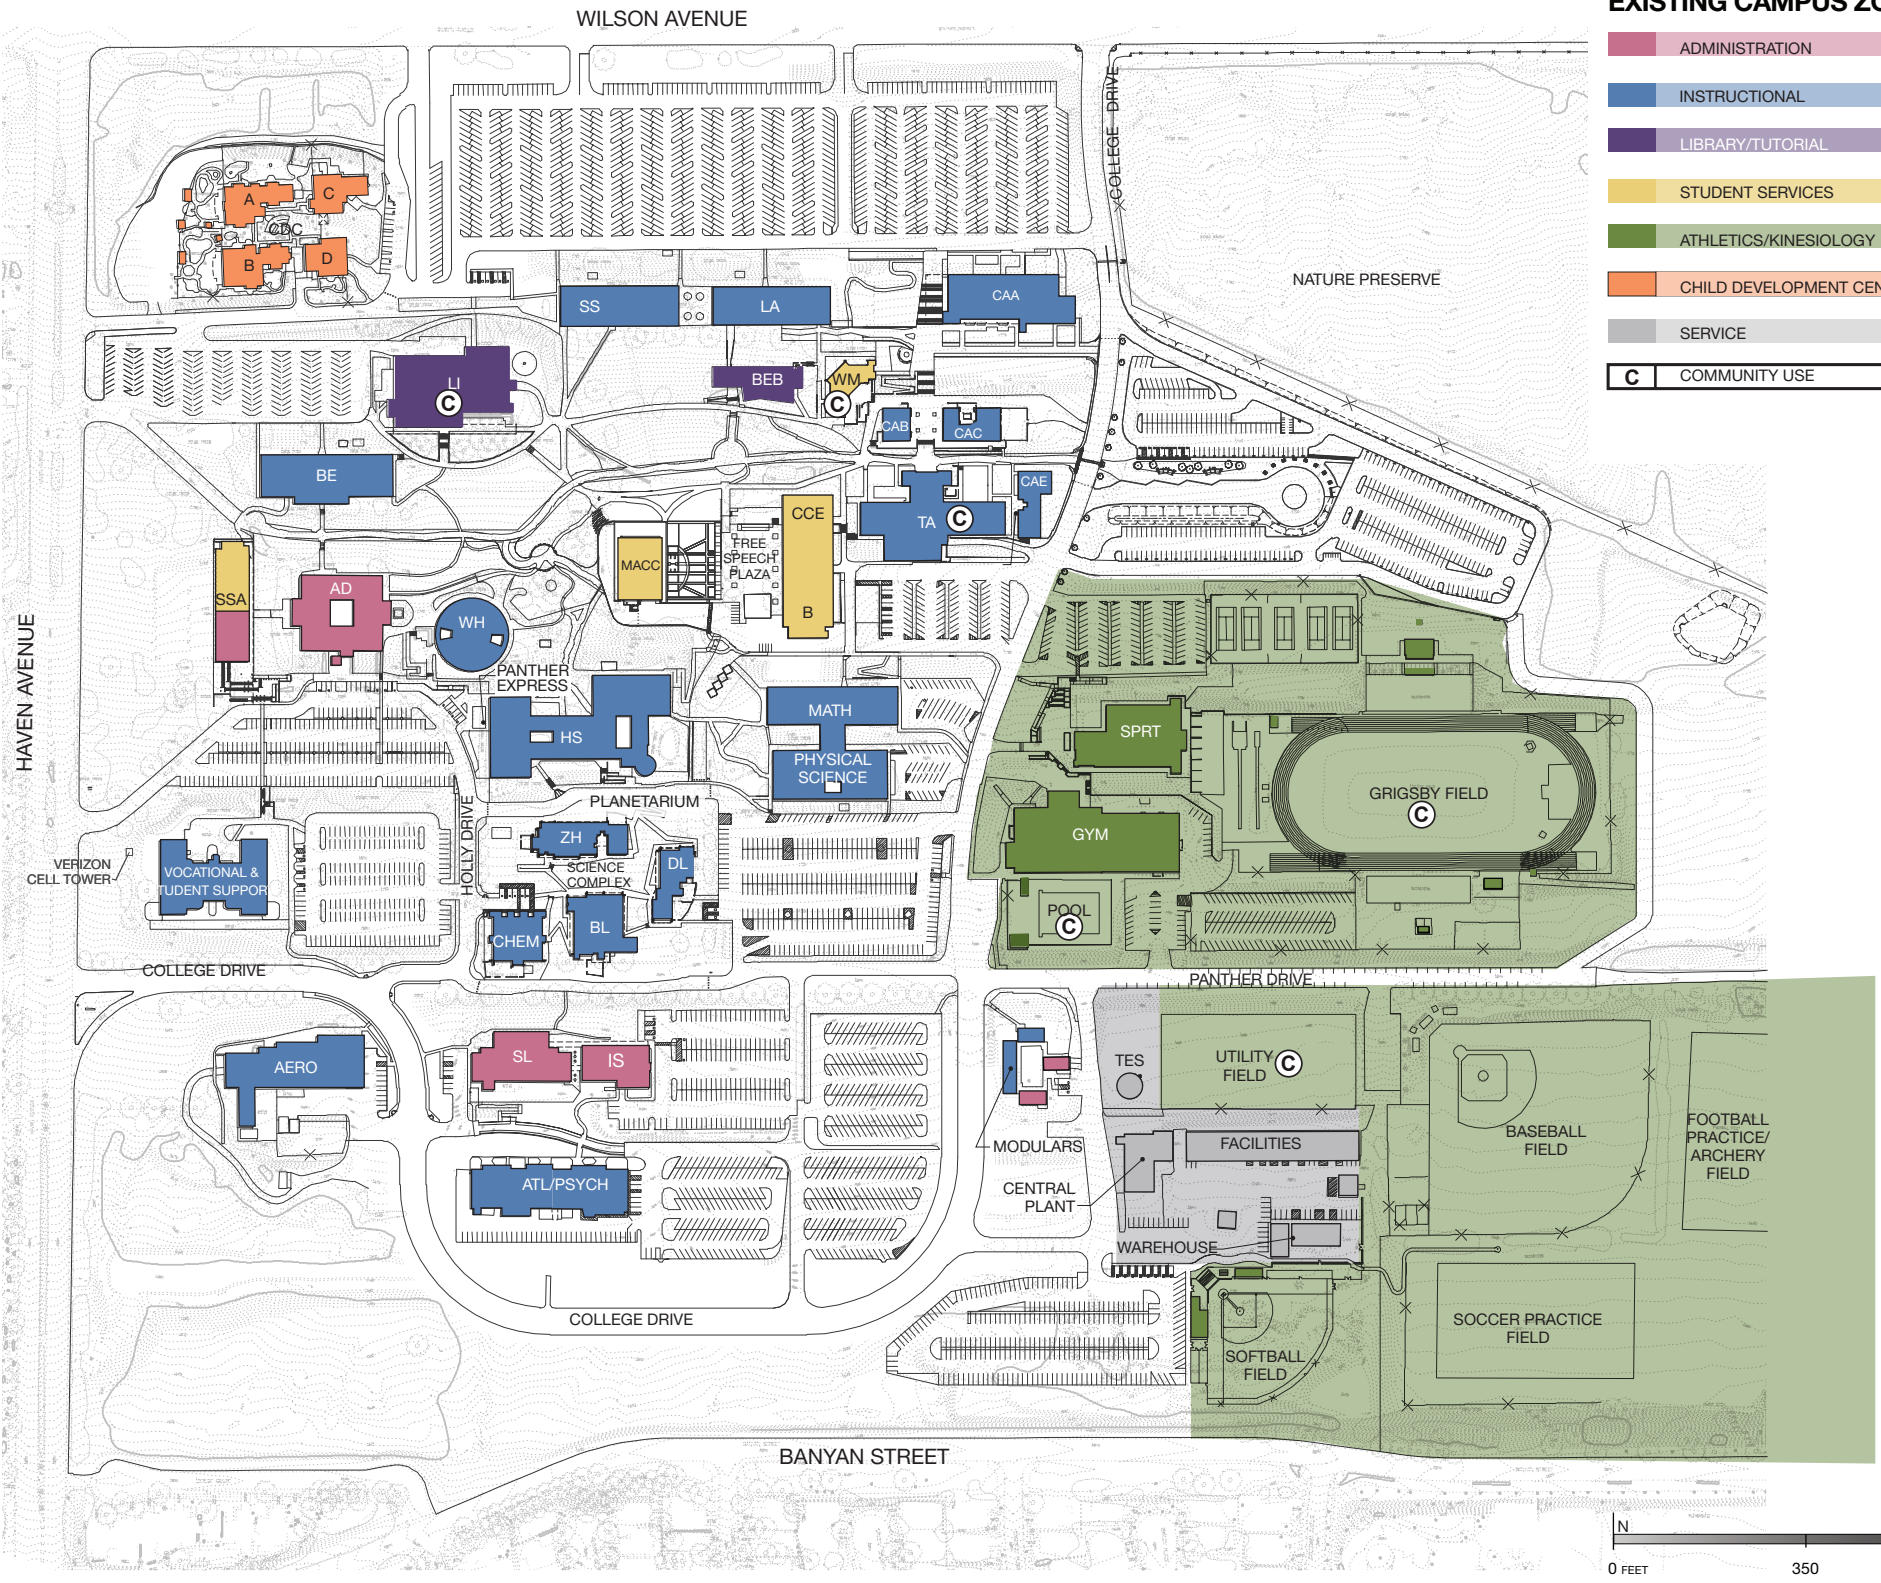 WILSON AVENUE
EXISTING CAMPUS
ADMINISTRATION
INSTRUCTIONAL
LIBRARY/TUTORIAL
STUDENT SERVICES
ATHLETICS/KINESIOLOGY
CHILD DEVELOPMENT
SERVICE
C COMMUNITY USE
COLLEGE DRIVE
COLLEGE DRIVE
NATURE PRESERVE
A
C
CDC
B
D
SS
LA
CAA
LI
C
BEB
WM
C
CAB
CAC
BE
CAE
TA
C
CCE
FREE
SPEECH
PLAZA
MACC
B
SSA
AD
WH
PANTHER
EXPRESS
HAVEN AVENUE
HS
MATH
PHYSICAL
SCIENCE
SPRT
GRIGSBY FIELD
C
PLANETARIUM
HOLLY DRIVE
ZH
SCIENCE
COMPLEX
DL
GYM
VERIZON
CELL TOWER
VOCATIONAL &
TUDENT SUPPOR
CHEM
BL
POOL
C
COLLEGE DRIVE
PANTHER DRIVE
AERO
SL
IS
TES
UTILITY
FIELD
C
MODULARS
FACILITIES
BASEBALL
FIELD
FOOTBALL
PRACTICE/
ARCHERY
FIELD
ATL/PSYCH
CENTRAL
PLANT
WAREHOUSE
COLLEGE DRIVE
SOCCER PRACTICE
FIELD
SOFTBALL
FIELD
BANYAN STREET
N
0 FEET
350